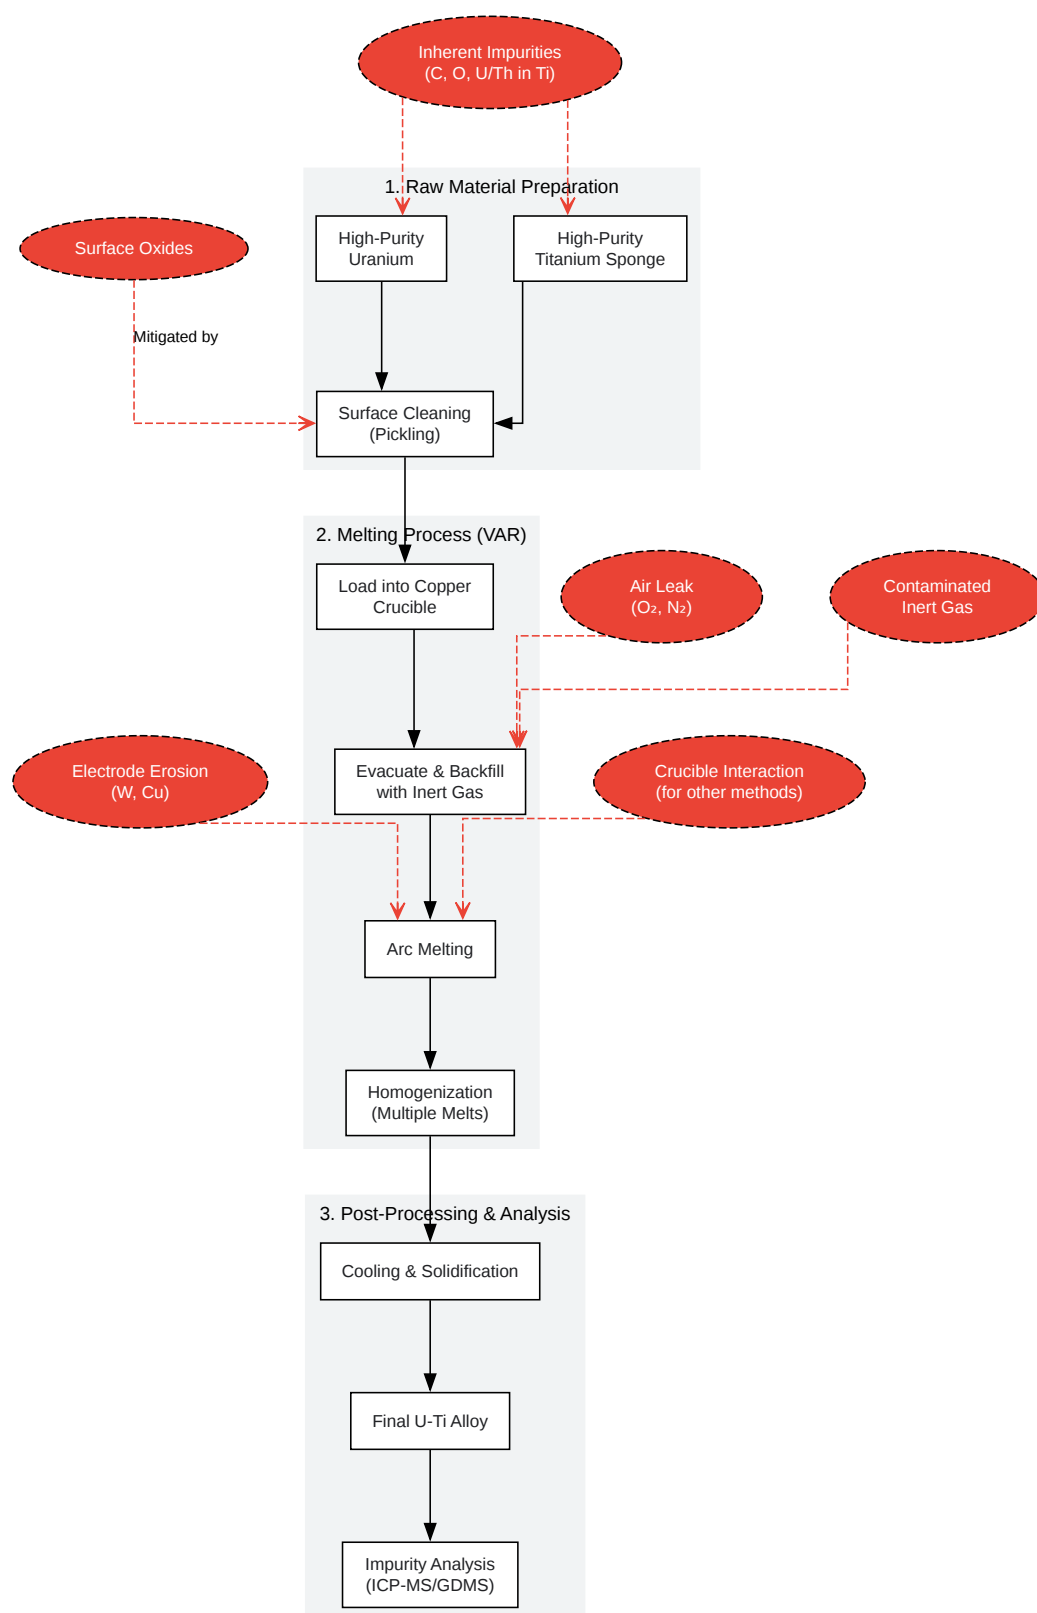 Inherent Impurities
(C, O, U/Th in Ti)
1. Raw Material Preparation
High-Purity
Uranium
High-Purity
Titanium Sponge
Surface Oxides
Mitigated by
Surface Cleaning
(Pickling)
2. Melting Process (VAR)
Load into Copper
Crucible
Air Leak
(O₂, N₂)
Contaminated
Inert Gas
Electrode Erosion
(W, Cu)
Evacuate & Backfill
with Inert Gas
Crucible Interaction
(for other methods)
Arc Melting
Homogenization
(Multiple Melts)
3. Post-Processing & Analysis
Cooling & Solidification
Final U-Ti Alloy
Impurity Analysis
(ICP-MS/GDMS)